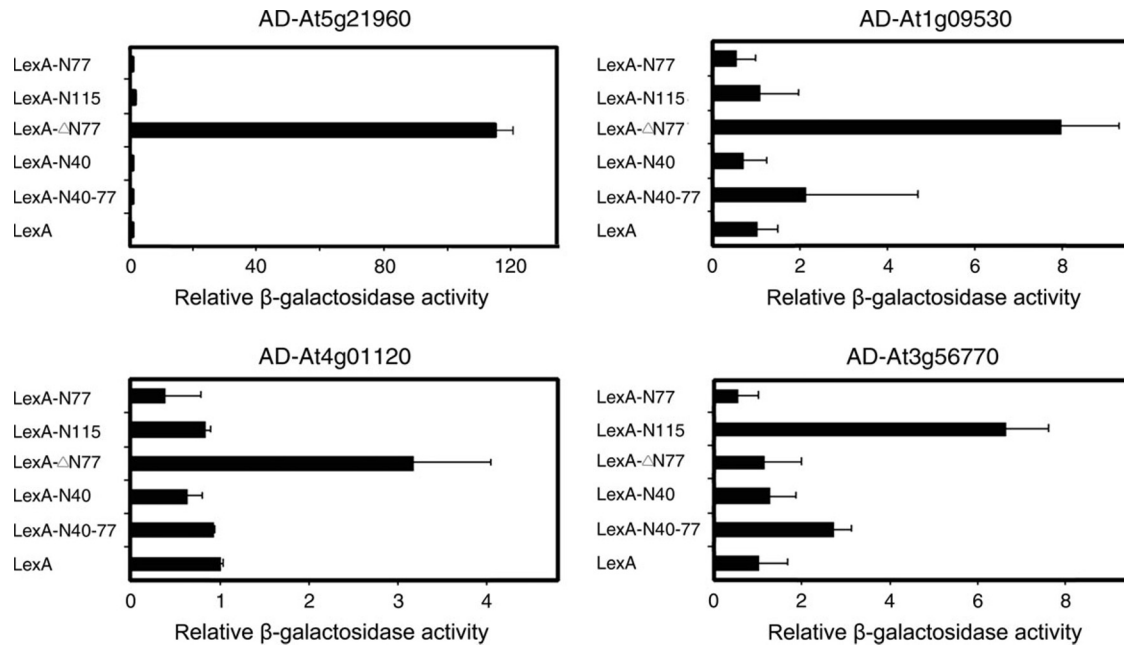 AD-At5g21960
LexA-N77
LexA-N115
LexA-△N77
LexA-N40
LexA-N40-77
LexA
0 40 80 120
Relative β-galactosidase activity
AD-At1g09530
LexA-N77
LexA-N115
LexA-△N77
LexA-N40
LexA-N40-77
LexA
0 2 4 6 8
Relative β-galactosidase activity
AD-At4g01120
LexA-N77
LexA-N115
LexA-△N77
LexA-N40
LexA-N40-77
LexA
0 1 2 3 4
Relative β-galactosidase activity
AD-At3g56770
LexA-N77
LexA-N115
LexA-△N77
LexA-N40
LexA-N40-77
LexA
0 2 4 6 8
Relative β-galactosidase activity